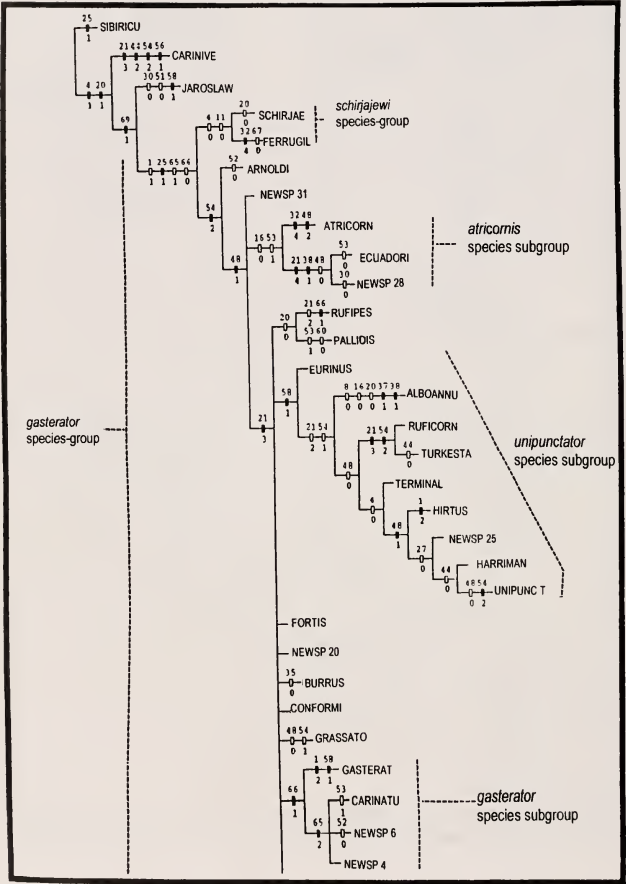 25
SIBIRICU
1
21 44 54 56
CARINIVE
3 2 2 1
4 20
1 1
30 51 58
JAROSLAW
0 0 1
69
1
20
SCHIRJAE
0
4 11
0 0
32 67
FERRUGIL
4 0
schirjajewi
species-group
1 25 65 66
1 1 1 0
52
ARNOLDI
0
54
2
NEWSP 31
32 48
ATRICORN
4 2
16 53
0 1
53
ECUADORI
0
21 38 48
4 1 0
30
NEWSP 28
0
atricornis
species subgroup
48
1
21 66
RUFIPES
2 1
20
0
53 60
PALLIDIS
1 0
EURINUS
58
1
8 16 20 37 38
ALBOANNU
0 0 0 1 1
21 54
2 1
21 54
RUFICORN
3 2
44
TURKESTA
0
48
0
TERMINAL
4
0
1
HIRTUS
2
48
1
NEWSP 25
27
0
HARRIMAN
44
0
48 54
UNIPUNC T
0 2
unipunctator
species subgroup
gasterator
species-group
21
3
FORTIS
NEWSP 20
35
BURRUS
0
CONFORMI
48 54
GRASSATO
0 1
1 58
GASTERAT
2 1
66
1
53
CARINATU
1
65
2
52
NEWSP 6
0
NEWSP 4
gasterator
species subgroup